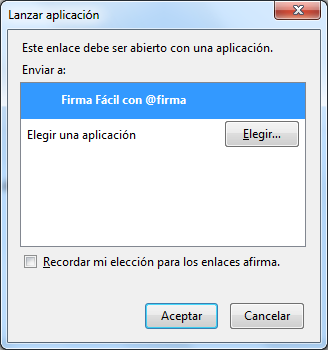 Lanzar aplicación
Este enlace debe ser abierto con una aplicación.
Enviar a:
Firma Fácil con @firma
Elegir una aplicación
Elegir...
Recordar mi elección para los enlaces afirma.
Aceptar
Cancelar